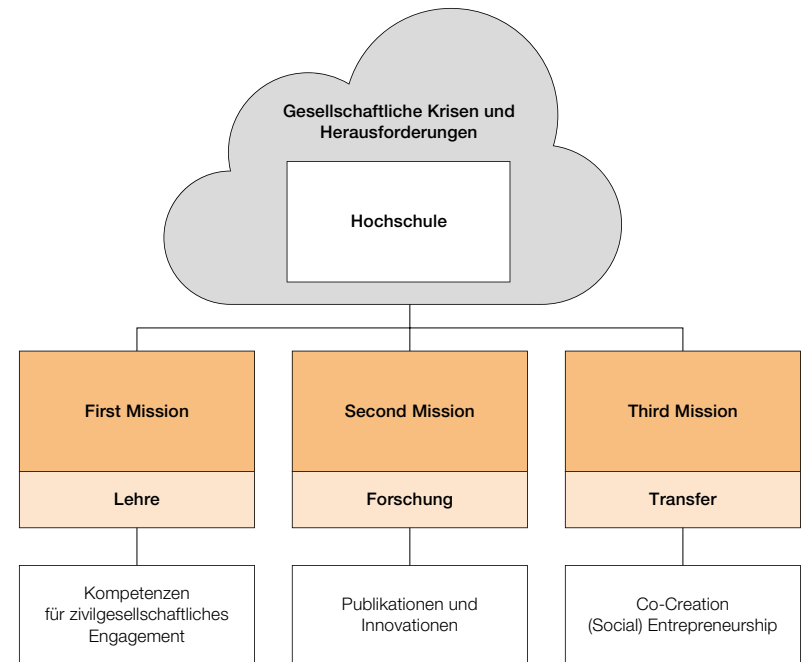 Gesellschaftliche Krisen und
Herausforderungen
Hochschule
First Mission
Lehre
Kompetenzen
für zivilgesellschaftliches
Engagement
Second Mission
Forschung
Publikationen und
Innovationen
Third Mission
Transfer
Co-Creation
(Social) Entrepreneurship